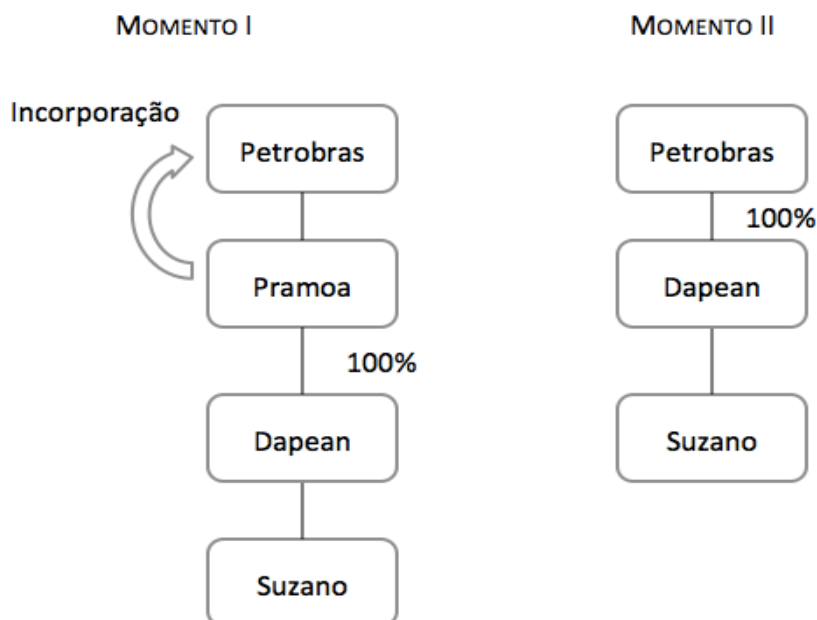 MOMENTO I
MOMENTO II
Incorporação
Petrobras
Pramoa
100%
Dapean
Suzano
Petrobras
100%
Dapean
Suzano